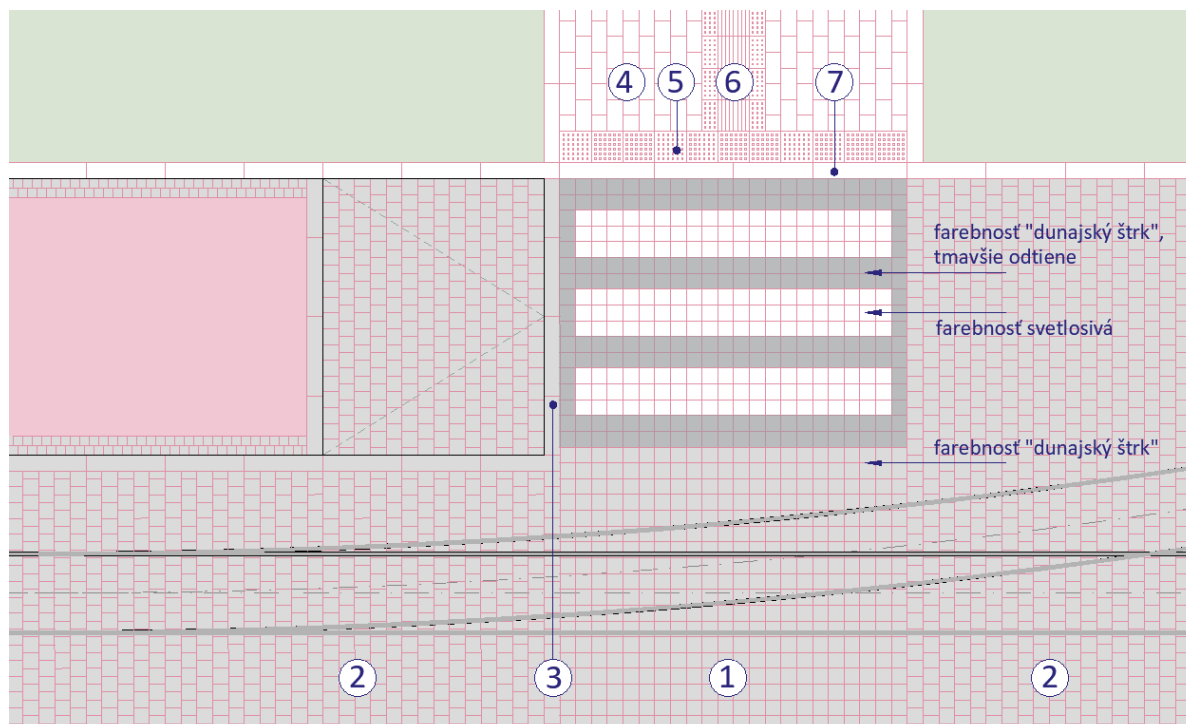 4
5
6
7
farebnosť "dunajský štrk",
tmavšie odtiene
farebnosť svetlosivá
farebnosť "dunajský štrk"
2
3
1
2